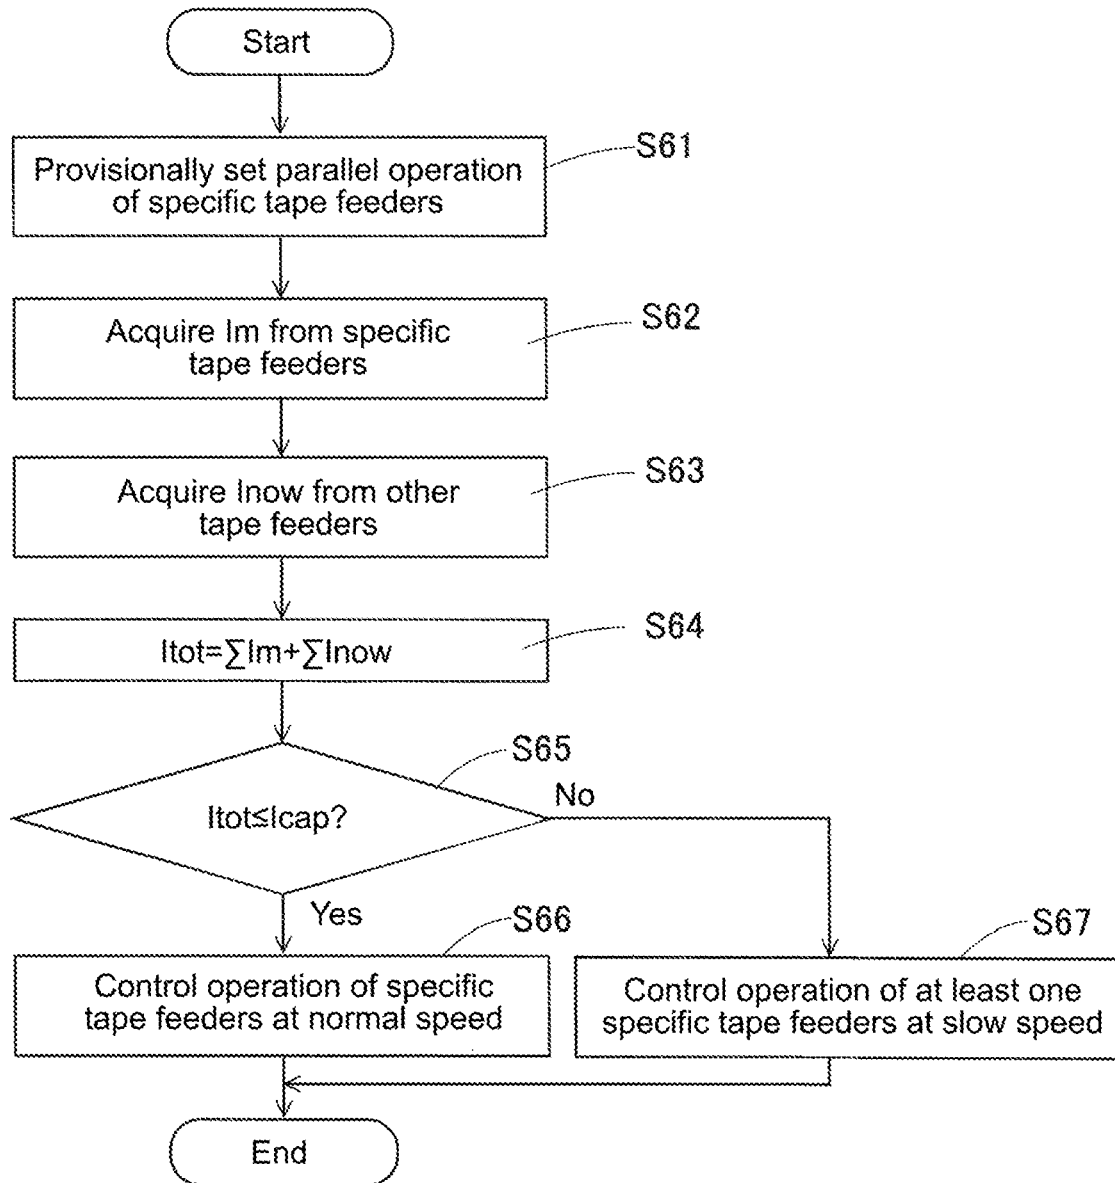 Start
S61
Provisionally set parallel operation
of specific tape feeders
S62
Acquire Im from specific
tape feeders
S63
Acquire Inow from other
tape feeders
S64
Itot=∑Im+∑Inow
S65
Itot≤Icap?
No
Yes
S66
Control operation of specific
tape feeders at normal speed
S67
Control operation of at least one
specific tape feeders at slow speed
End